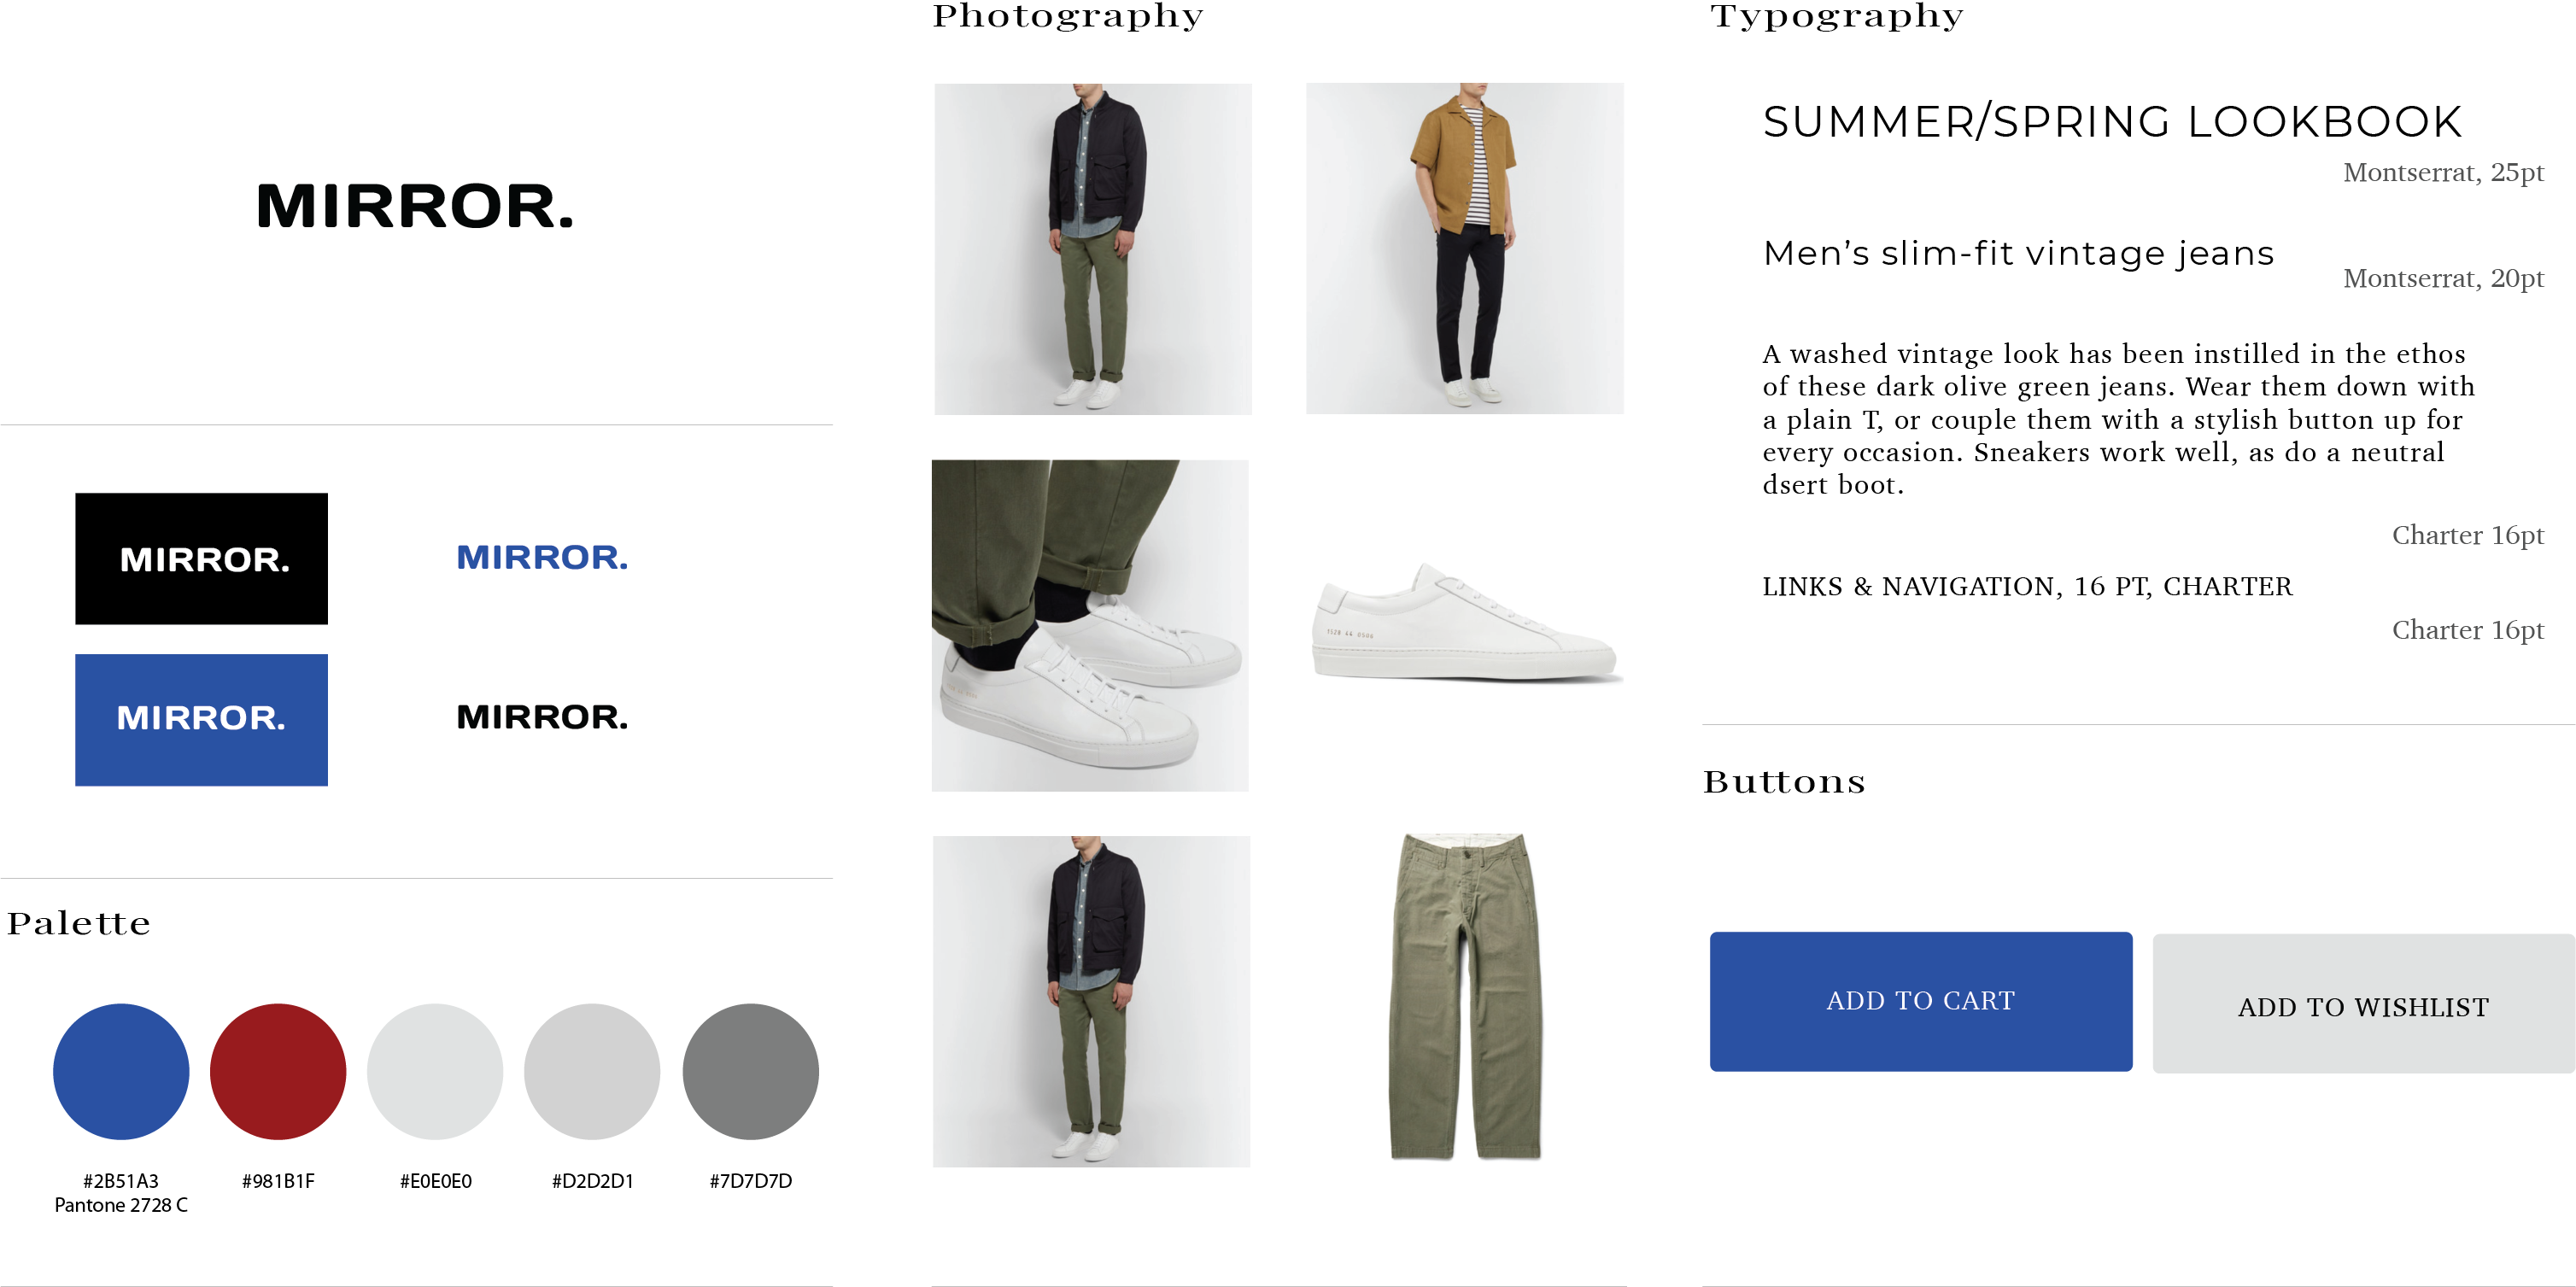 MIRROR.
MIRROR.
MIRROR.
MIRROR.
MIRROR.
Palette
#2B51A3
Pantone 2728 C
#981B1F
#E0E0E0
#D2D2D1
#7D7D7D
Photography
1528 44 0506
Typography
SUMMER/SPRING LOOKBOOK
Montserrat, 25pt
Men’s slim-fit vintage jeans
Montserrat, 20pt
A washed vintage look has been instilled in the ethos
of these dark olive green jeans. Wear them down with
a plain T, or couple them with a stylish button up for
every occasion. Sneakers work well, as do a neutral
dsert boot.
Charter 16pt
LINKS & NAVIGATION, 16 PT, CHARTER
Charter 16pt
Buttons
ADD TO CART
ADD TO WISHLIST